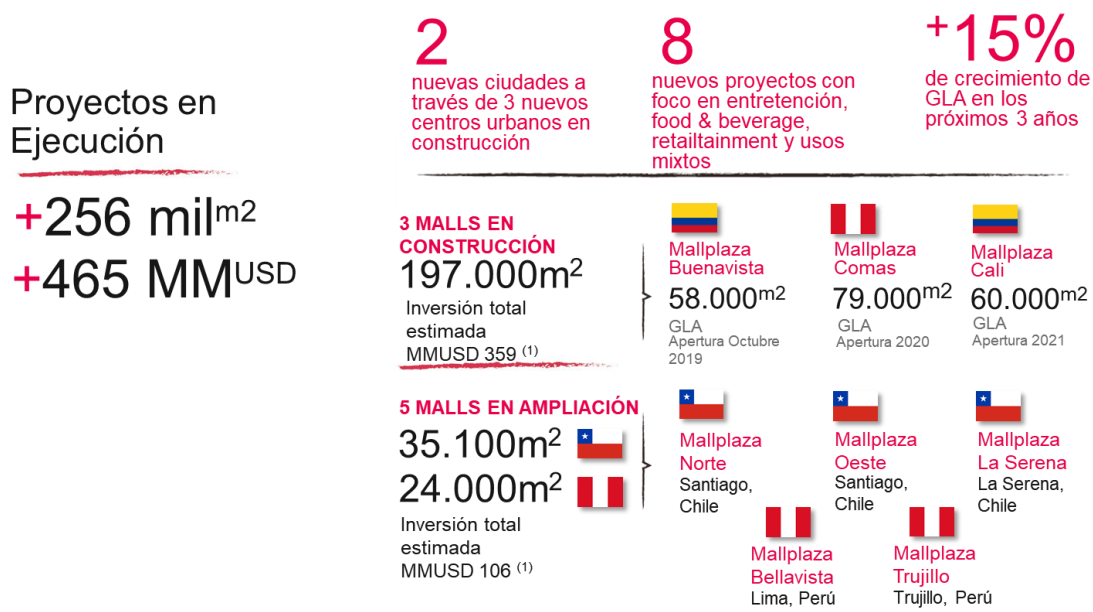 Proyectos en
Ejecución
+256 mil m2
+465 MM USD
2
nuevas ciudades a
través de 3 nuevos
centros urbanos en
construcción
8
nuevos proyectos con
foco en entretención,
food & beverage,
retailtainment y usos
mixtos
+15%
de crecimiento de
GLA en los
próximos 3 años
3 MALLS EN
CONSTRUCCIÓN
197.000m2
Inversión total
estimada
MMUSD 359 (1)
Mallplaza
Buenavista
58.000m2
GLA
Apertura Octubre
2019
Mallplaza
Comas
79.000m2
GLA
Apertura 2020
Mallplaza
Cali
60.000m2
GLA
Apertura 2021
5 MALLS EN AMPLIACIÓN
35.100m2
24.000m2
Inversión total
estimada
MMUSD 106 (1)
Mallplaza
Norte
Santiago,
Chile
Mallplaza
Oeste
Santiago,
Chile
Mallplaza
La Serena
La Serena,
Chile
Mallplaza
Bellavista
Lima, Perú
Mallplaza
Trujillo
Trujillo, Perú